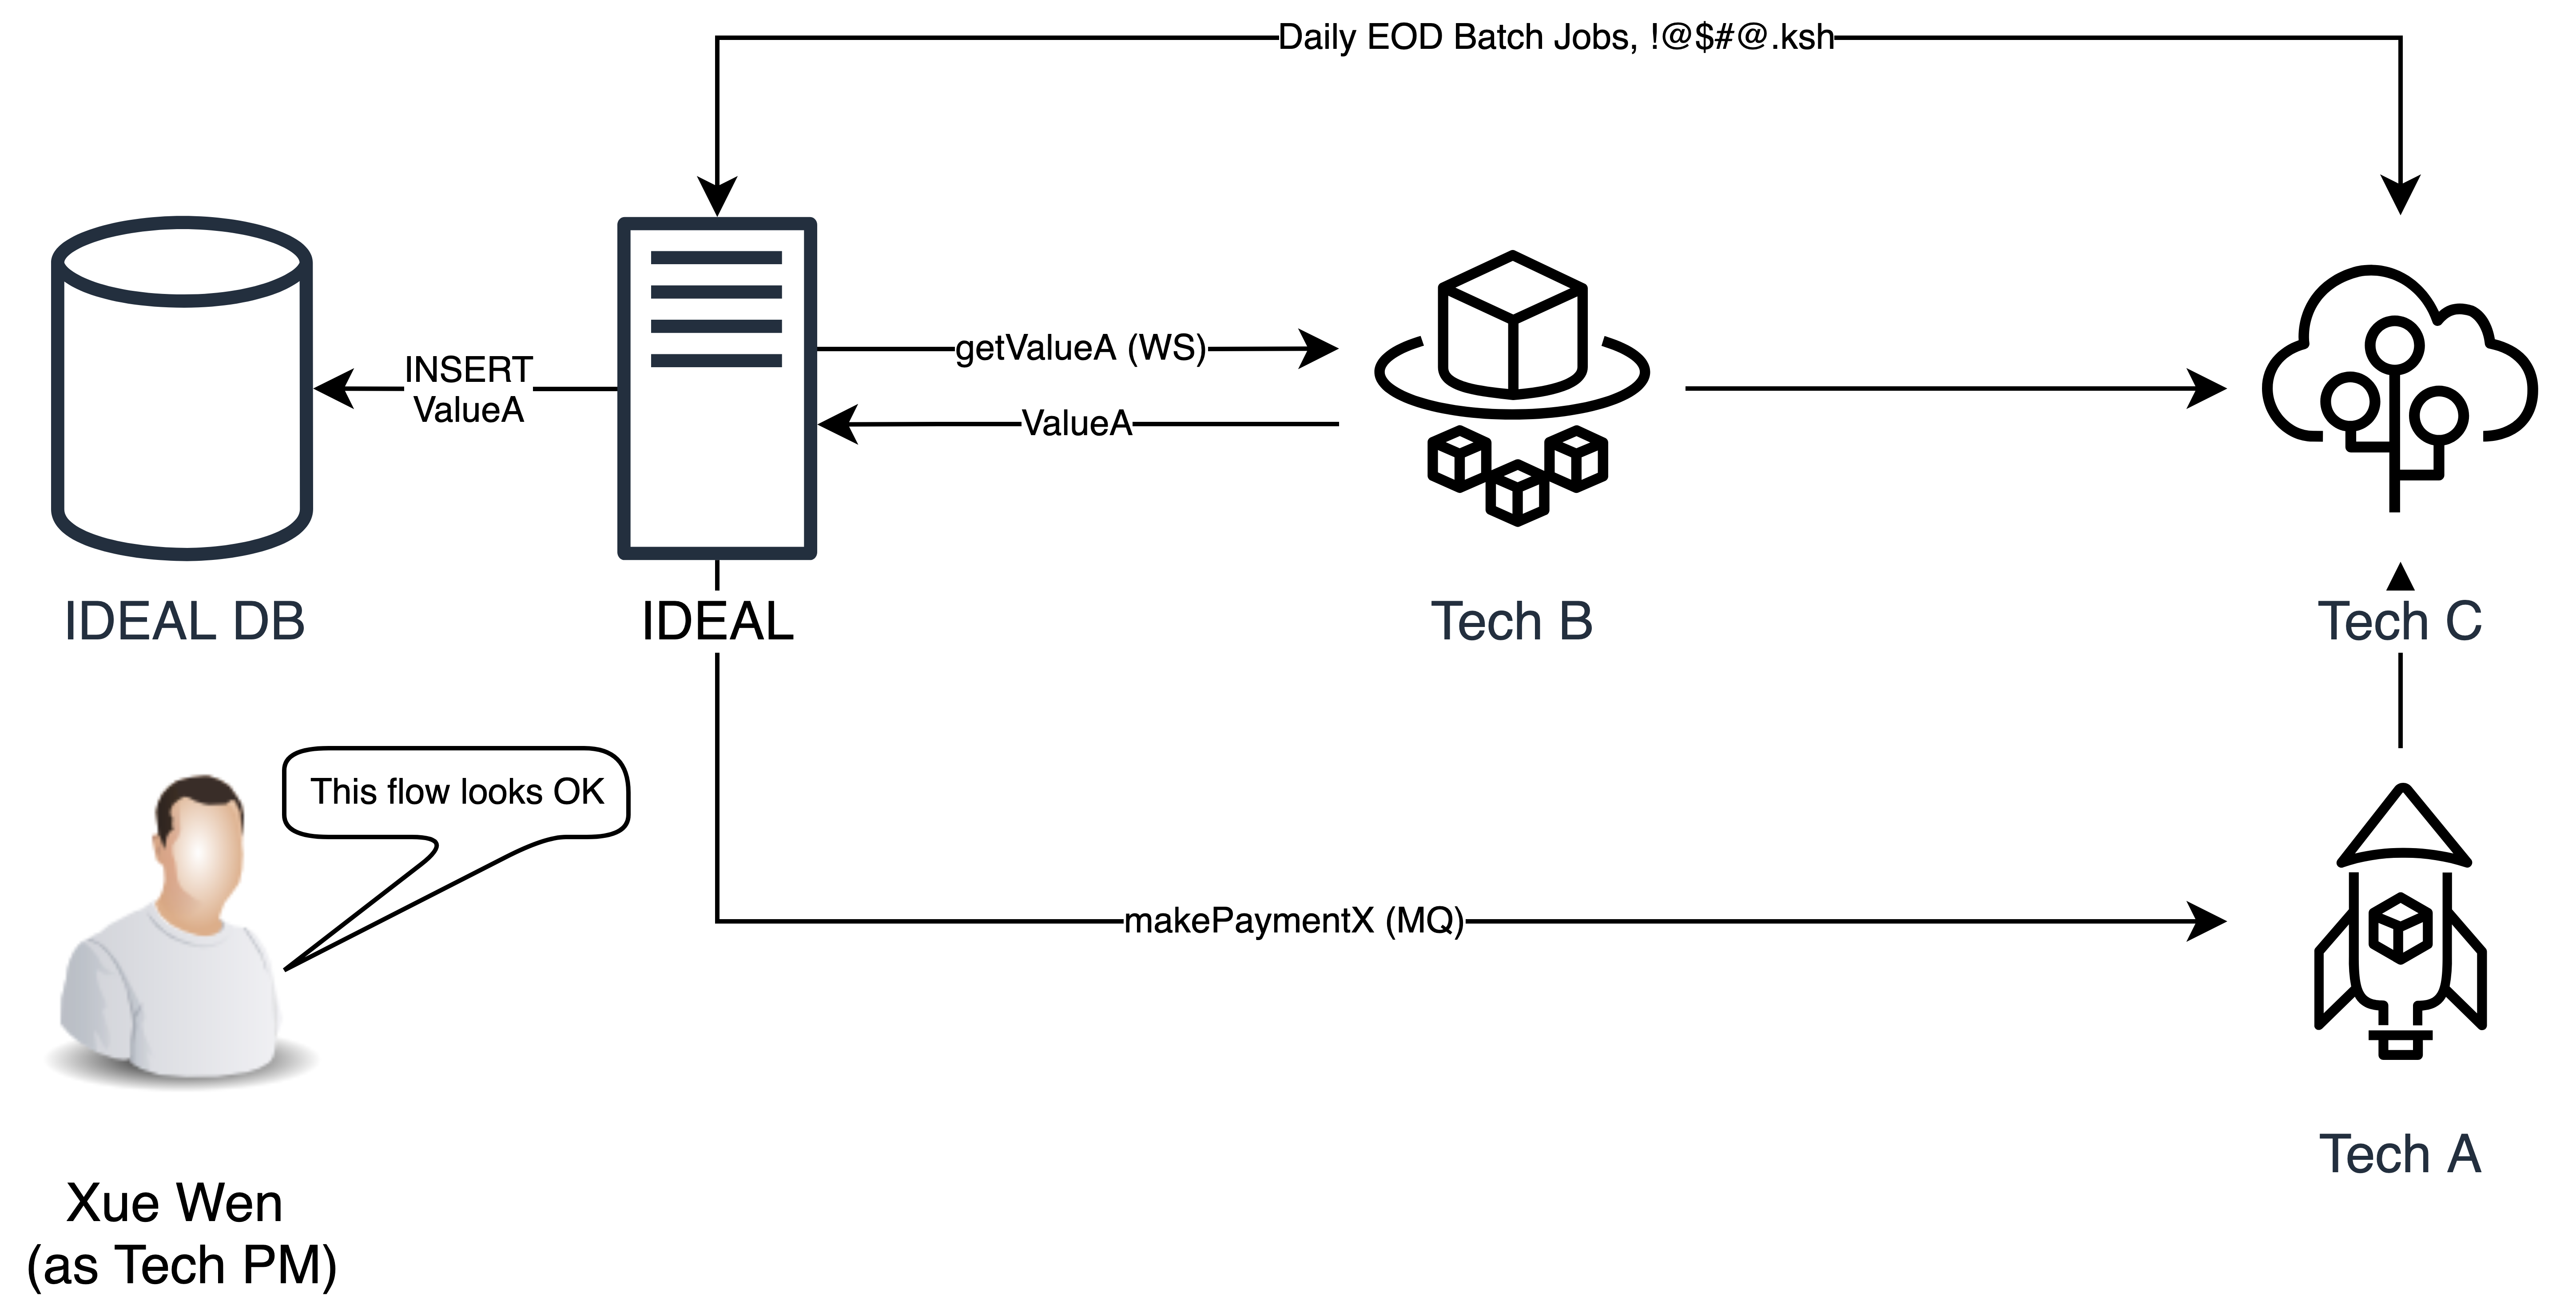 Daily EOD Batch Jobs, !@$#@.ksh
INSERT
ValueA
getValueA (WS)
ValueA
IDEAL DB
IDEAL
Tech B
Tech C
This flow looks OK
makePaymentX (MQ)
Tech A
Xue Wen
(as Tech PM)